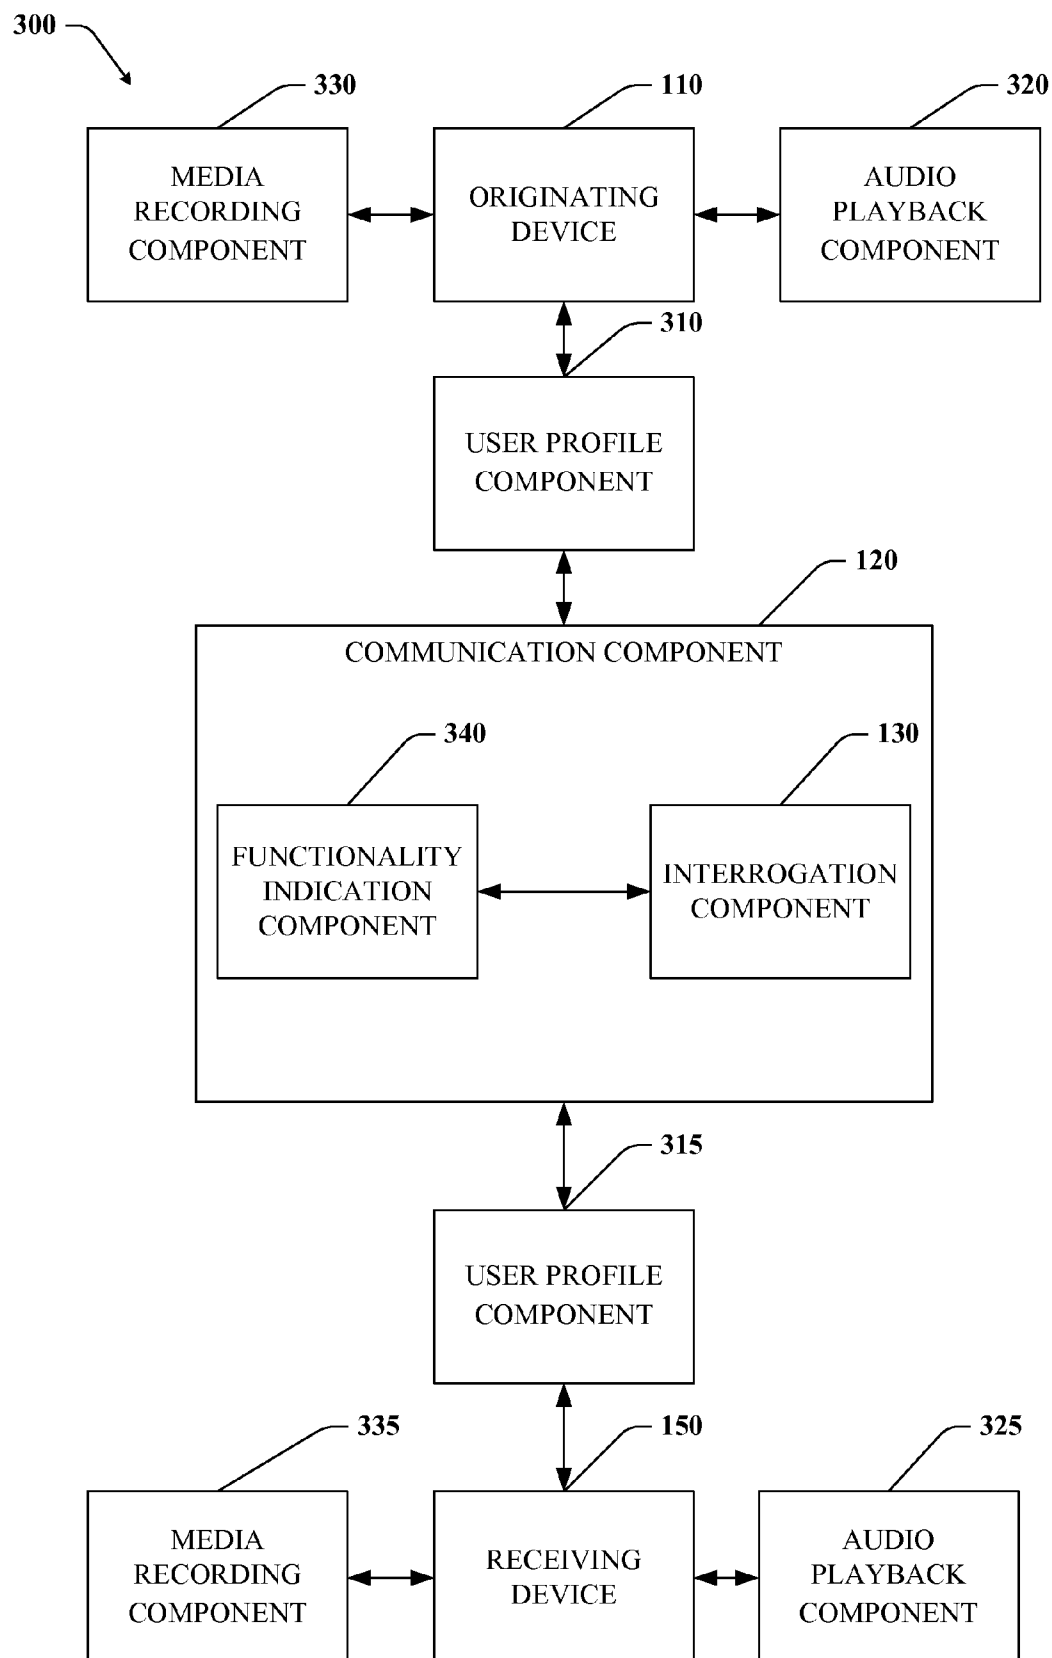 300
330
110
320
MEDIA
RECORDING
COMPONENT
ORIGINATING
DEVICE
AUDIO
PLAYBACK
COMPONENT
310
USER PROFILE
COMPONENT
120
COMMUNICATION COMPONENT
340
130
FUNCTIONALITY
INDICATION
COMPONENT
INTERROGATION
COMPONENT
315
USER PROFILE
COMPONENT
335
150
325
MEDIA
RECORDING
COMPONENT
RECEIVING
DEVICE
AUDIO
PLAYBACK
COMPONENT